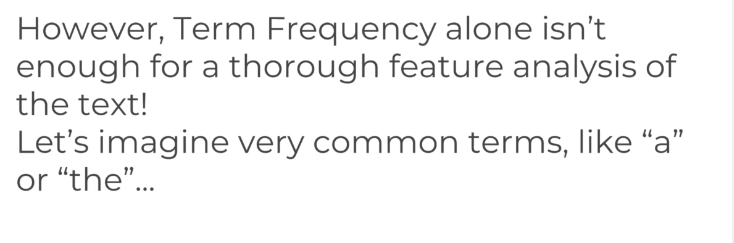 However, Term Frequency alone isn’t
enough for a thorough feature analysis of
the text!
Let’s imagine very common terms, like “a”
or “the”...